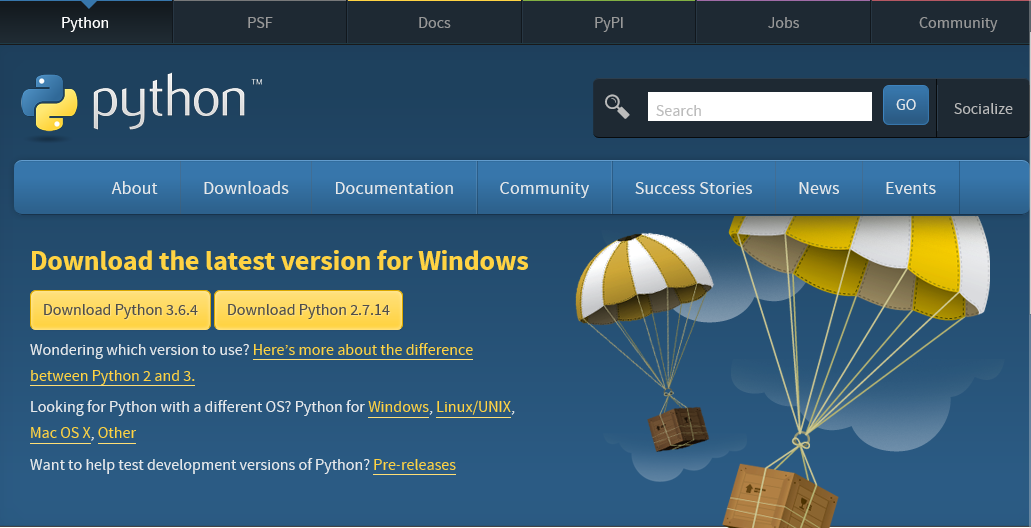 Python PSF Docs PyPI Jobs Community
python™
Search GO Socialize
About Downloads Documentation Community Success Stories News Events
Download the latest version for Windows
Download Python 3.6.4 Download Python 2.7.14
Wondering which version to use? Here’s more about the difference
between Python 2 and 3.
Looking for Python with a different OS? Python for Windows, Linux/UNIX,
Mac OS X, Other
Want to help test development versions of Python? Pre-releases